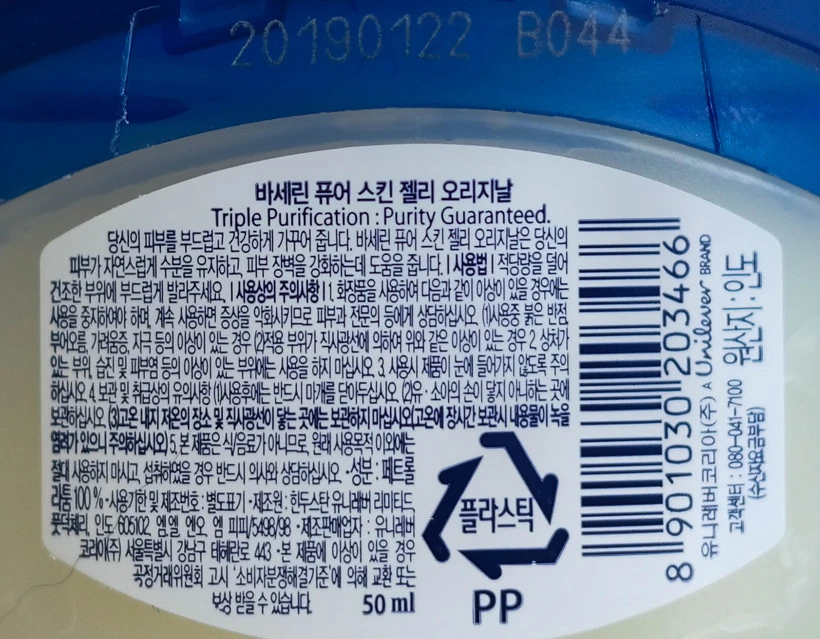 20190122 B044
바세린 퓨어 스킨 젤리 오리지날
Triple Purification : Purity Guaranteed.
당신의 피부를 부드럽고 건강하게 가꾸어 줍니다. 바세린 퓨어 스킨 젤리 오리지날은 당신의
피부가 자연스럽게 수분을 유지하고, 피부 장벽을 강화하는데 도움을 줍니다. | 사용법 | 적당량을 덜어
건조한 부위에 부드럽게 발라주세요. | 사용상의 주의사항 | 1. 화장품을 사용하여 다음과 같이 이상이 있을 경우에는
사용을 중지하여야 하며, 계속 사용하면 증상을 악화시키므로 피부과 전문의 등에게 상담하십시오. (1)사용중 붉은 반점,
부어오름, 가려움증, 자극 등의 이상이 있는 경우 (2)적용 부위가 직사광선에 의하여 위와 같은 이상이 있는 경우 2. 상처가
있는 부위, 습진 및 피부염 등의 이상이 있는 부위에는 사용을 하지 마십시오. 3. 사용시 제품이 눈에 들어가지 않도록 주의
하십시오. 4. 보관 및 취급상의 유의사항 (1)사용후에는 반드시 마개를 닫아두십시오. (2)유·소아의 손이 닿지 아니하는 곳에
보관하십시오. (3)고온 내지 저온의 장소 및 직사광선이 닿는 곳에는 보관하지 마십시오(고온에 장시간 보관시 내용물이 녹을
염려가 있으니 주의하십시오) 5. 본 제품은 식/음료가 아니므로, 원래 사용목적 이외에는
절대 사용하지 마시고, 섭취하였을 경우 반드시 의사와 상담하십시오. ·성분 : 페트롤
라툼 100 % ·사용기한 및 제조번호 : 별도표기 ·제조원 : 힌두스탄 유니레버 리미티드
풋더체리, 인도 605102 엠.엘 엔오. 엠 피피/5498/98 ·제조판매업자 : 유니레버
코리아(주) 서울특별시 강남구 테헤란로 443 ·본 제품에 이상이 있을 경우
공정거래위원회 고시 '소비자분쟁해결기준'에 의해 교환 또는
보상 받을 수 있습니다.
50 ml
플라스틱
PP
8 901030 203466
유니레버코리아(주) A Unilever BRAND
고객센터 : 080-041-7100
(수신자요금부담)
원산지 : 인도